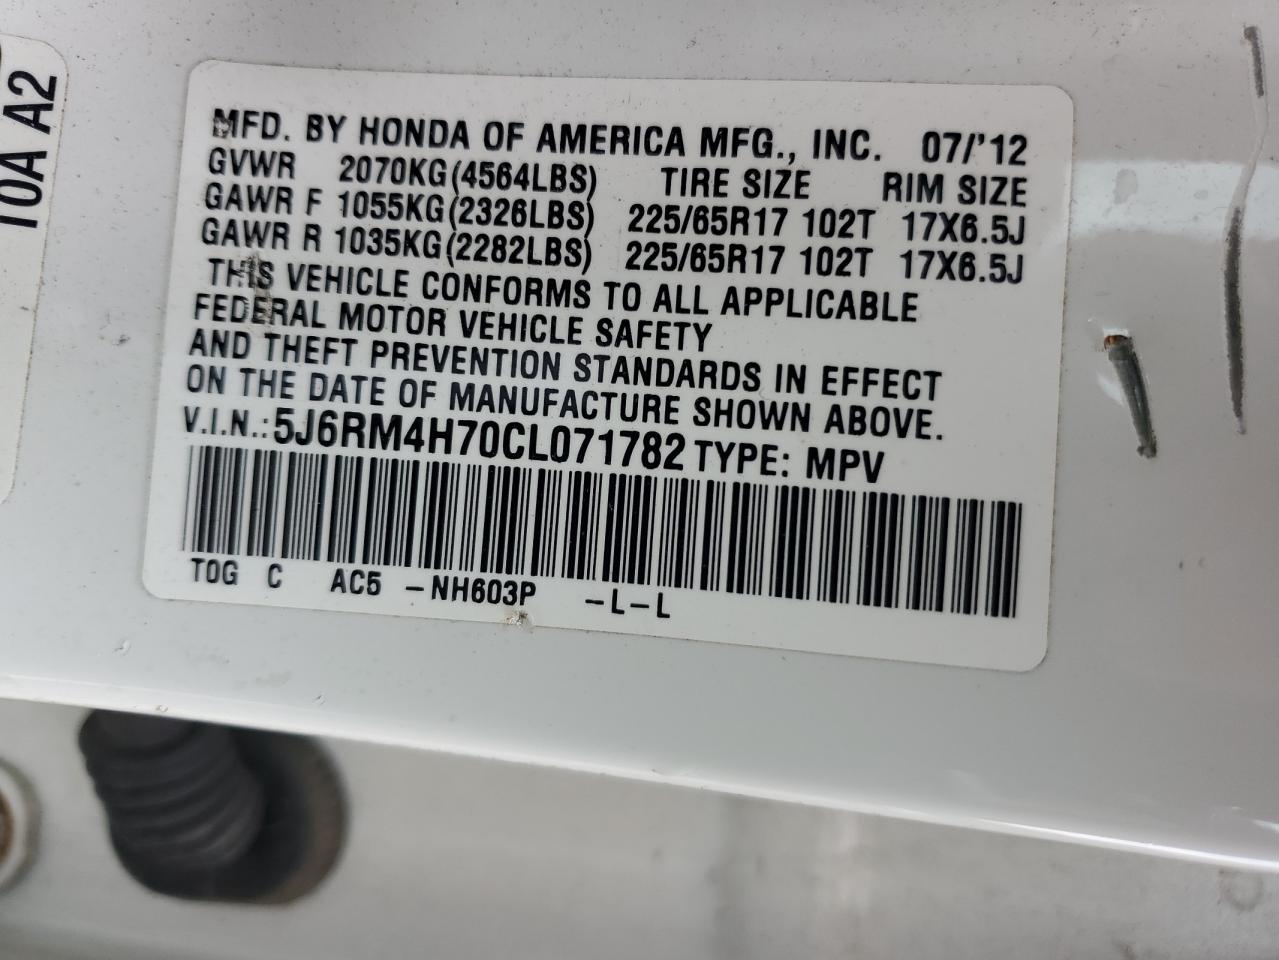 10A A2
MFD. BY HONDA OF AMERICA MFG., INC. 07/'12
GVWR 2070KG(4564LBS) TIRE SIZE RIM SIZE
GAWR F 1055KG(2326LBS) 225/65R17 102T 17X6.5J
GAWR R 1035KG(2282LBS) 225/65R17 102T 17X6.5J
THIS VEHICLE CONFORMS TO ALL APPLICABLE
FEDERAL MOTOR VEHICLE SAFETY
AND THEFT PREVENTION STANDARDS IN EFFECT
ON THE DATE OF MANUFACTURE SHOWN ABOVE.
V.I.N.:5J6RM4H70CL071782 TYPE: MPV
T0G C AC5 -NH603P -L-L